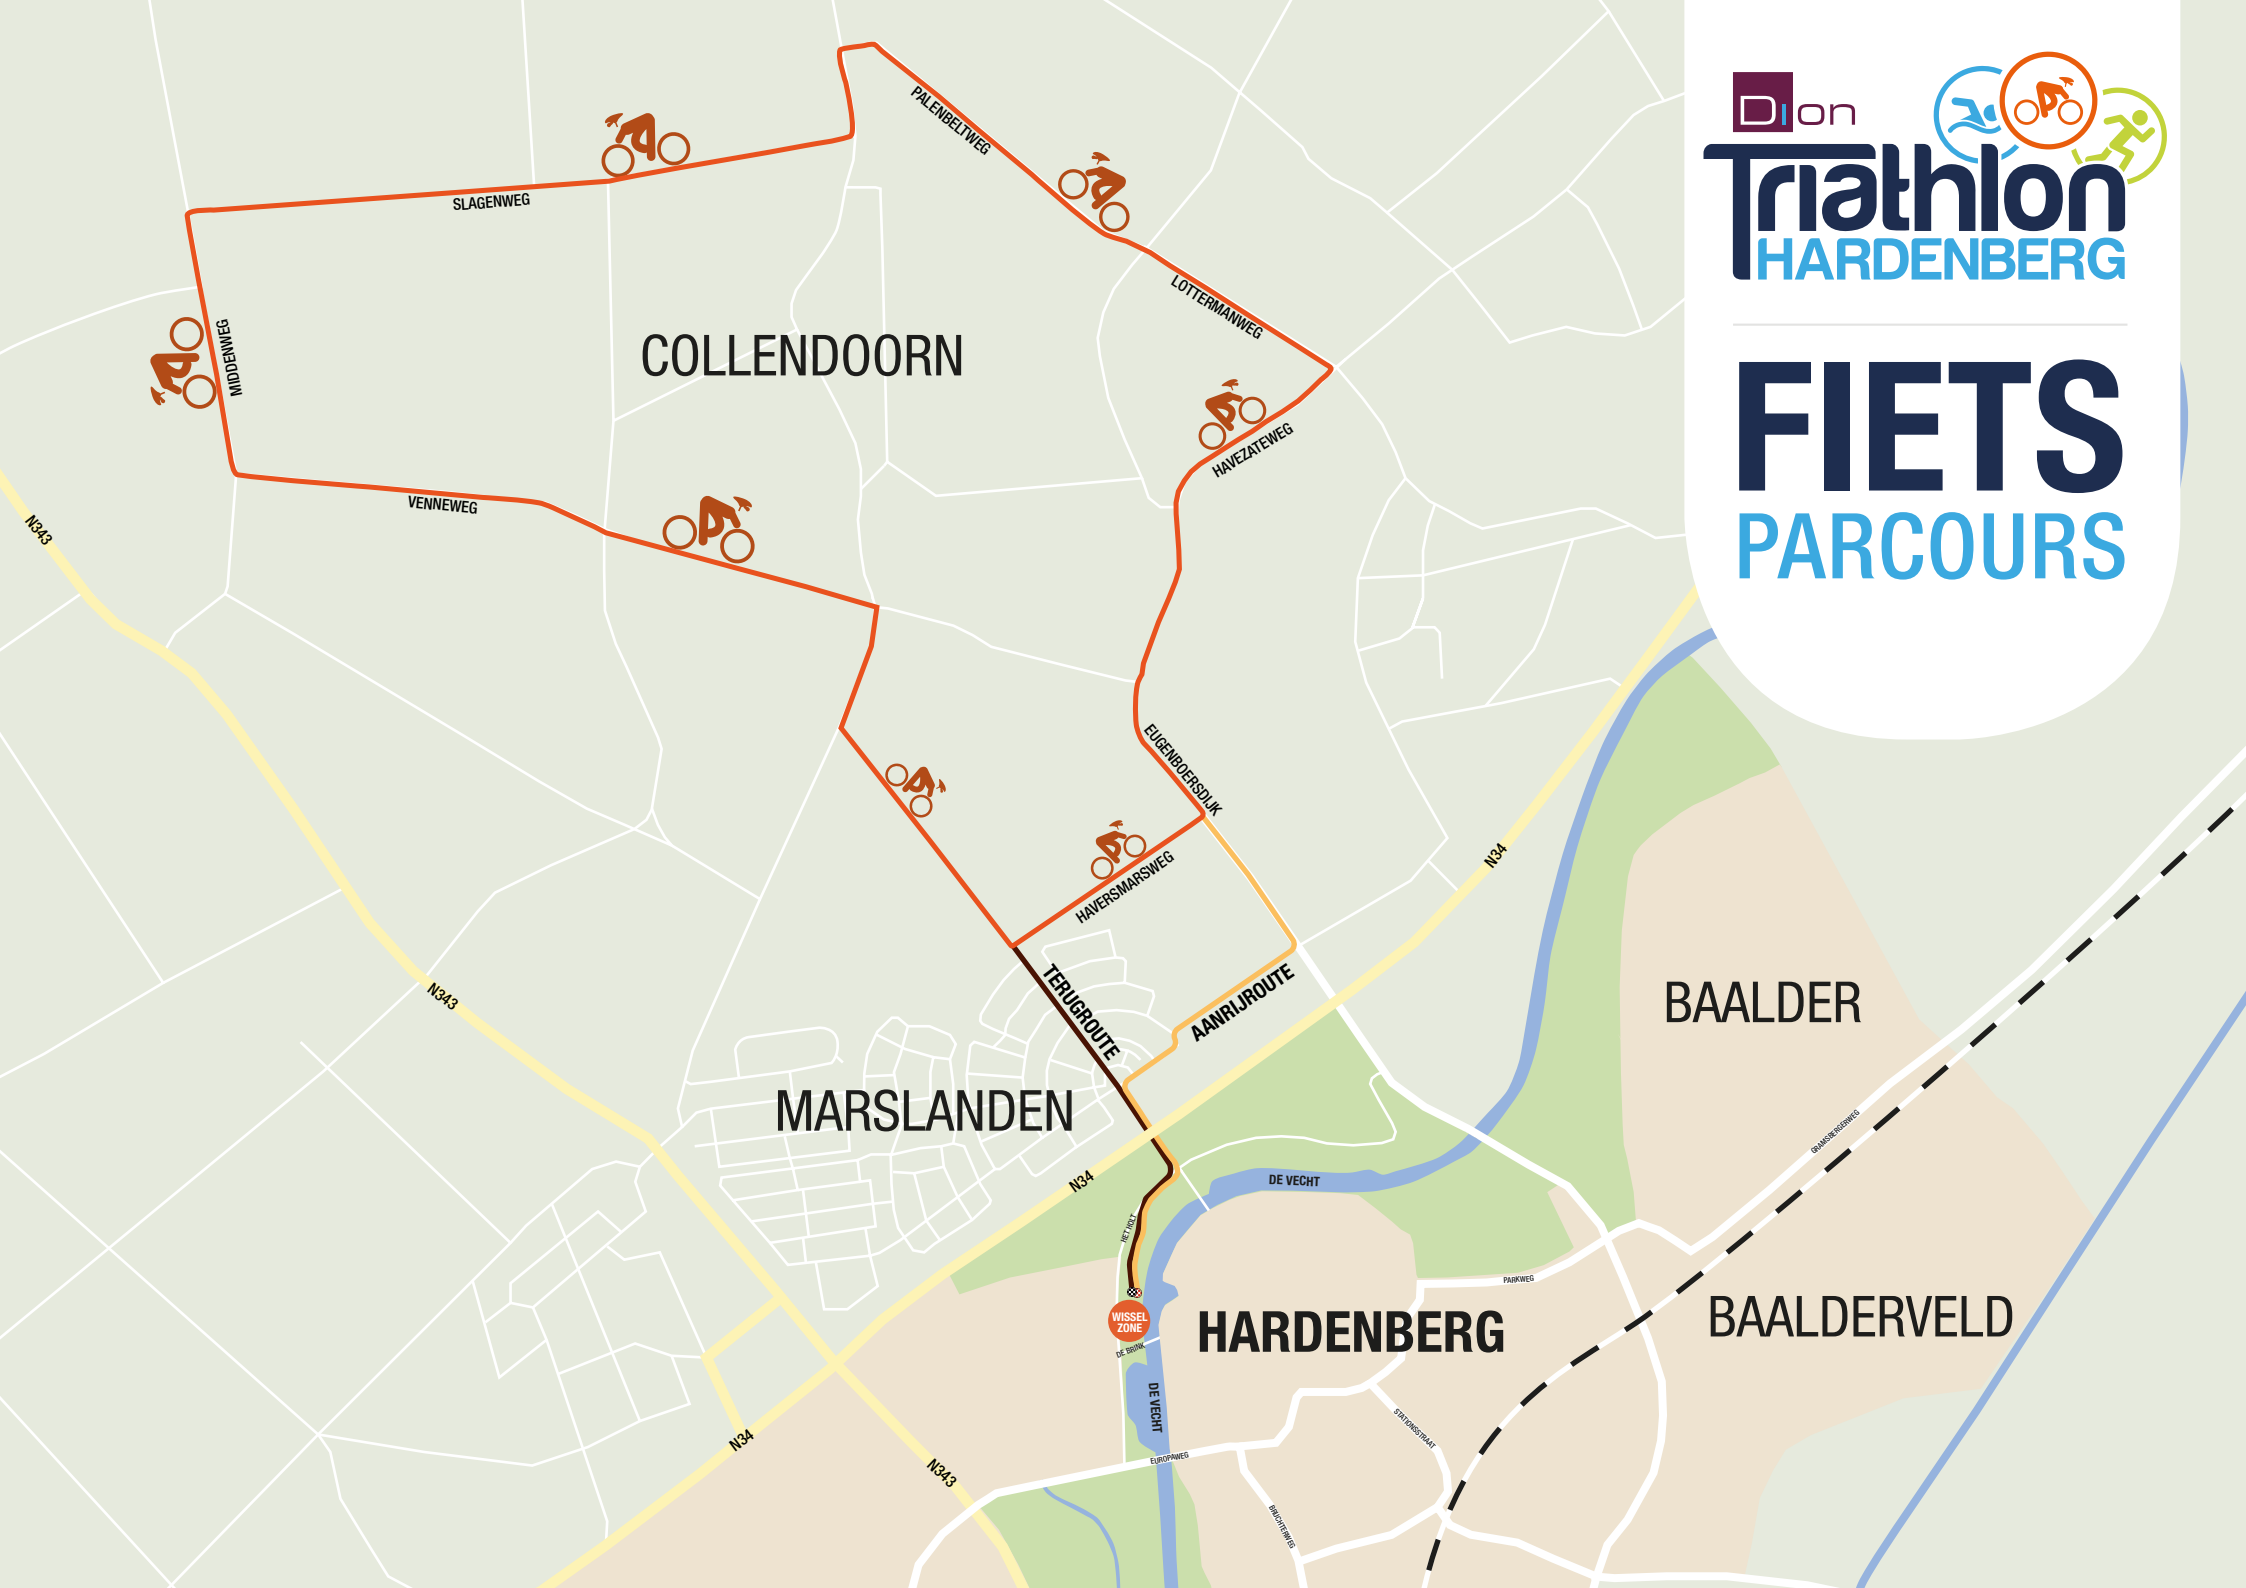 Dion
Triathlon
HARDENBERG
FIETS
PARCOURS
PALENBELTWEG
SLAGENWEG
LOTTERMANWEG
MIDDENWEG
COLLENDOORN
HAVEZATEWEG
VENNEWEG
N343
EUGENBOERSDIJK
N34
HAVERSMARSWEG
TERUGROUTE
AANRIJROUTE
N343
BAALDER
MARSLANDEN
GRAMSBERGERWEG
N34
DE VECHT
HET HOLT
PARKWEG
WISSEL
ZONE
HARDENBERG
BAALDERVELD
DE BRINK
DE VECHT
STATIONSSTRAAT
N34
EUROPAWEG
N343
BRUCHTERWEG